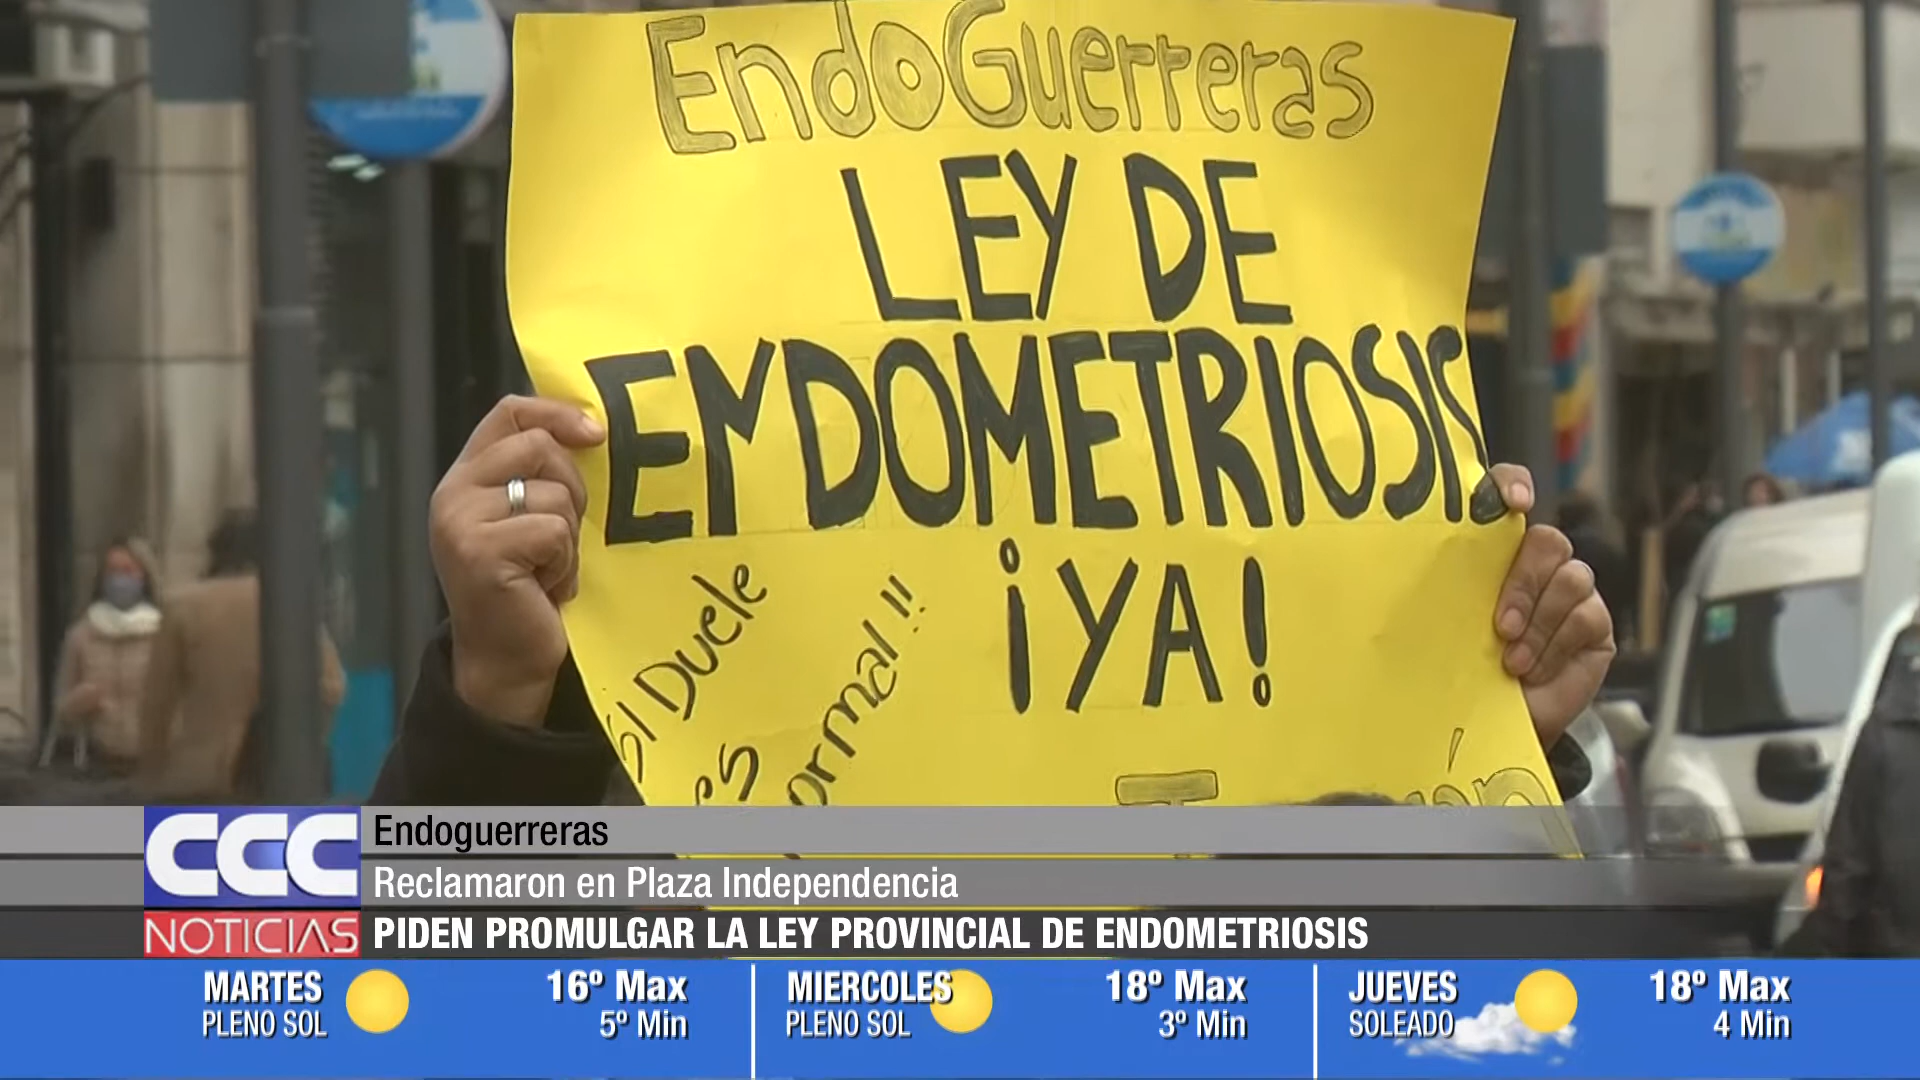 EndoGuerreras
LEY DE
ENDOMETRIOSIS
¡YA!
SI Duele
es
ormal!!
CCC
NOTICIAS
Endoguerreras
Reclamaron en Plaza Independencia
PIDEN PROMULGAR LA LEY PROVINCIAL DE ENDOMETRIOSIS
MARTES
PLENO SOL
16º Max
5º Min
MIERCOLES
PLENO SOL
18º Max
3º Min
JUEVES
SOLEADO
18º Max
4 Min